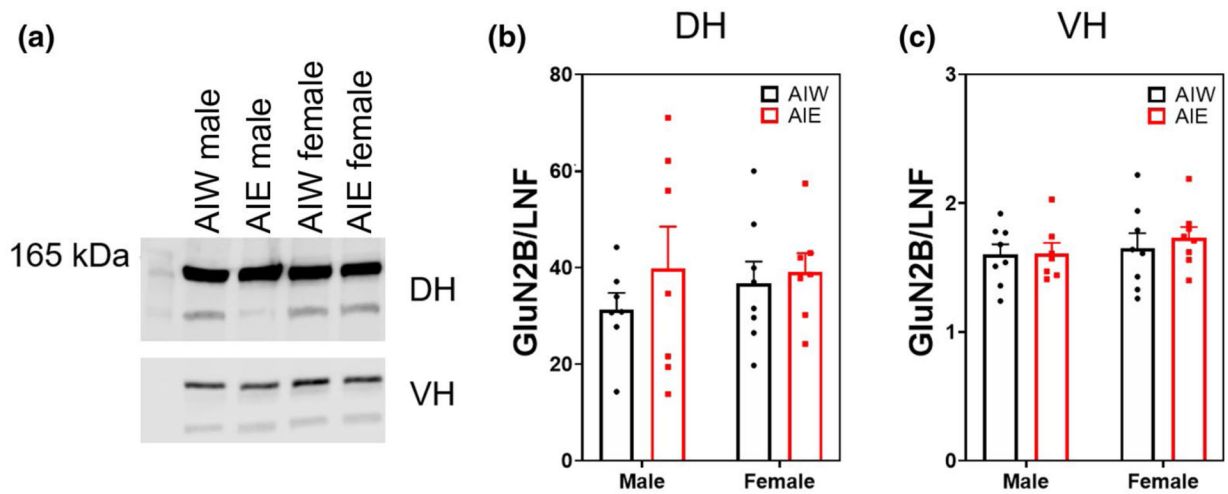 (a)
AIW male
AIE male
AIW female
AIE female
165 kDa
DH
VH
(b)
DH
GluN2B/LNF
80
60
40
20
0
AIW
AIE
Male
Female
(c)
VH
GluN2B/LNF
3
2
1
0
AIW
AIE
Male
Female